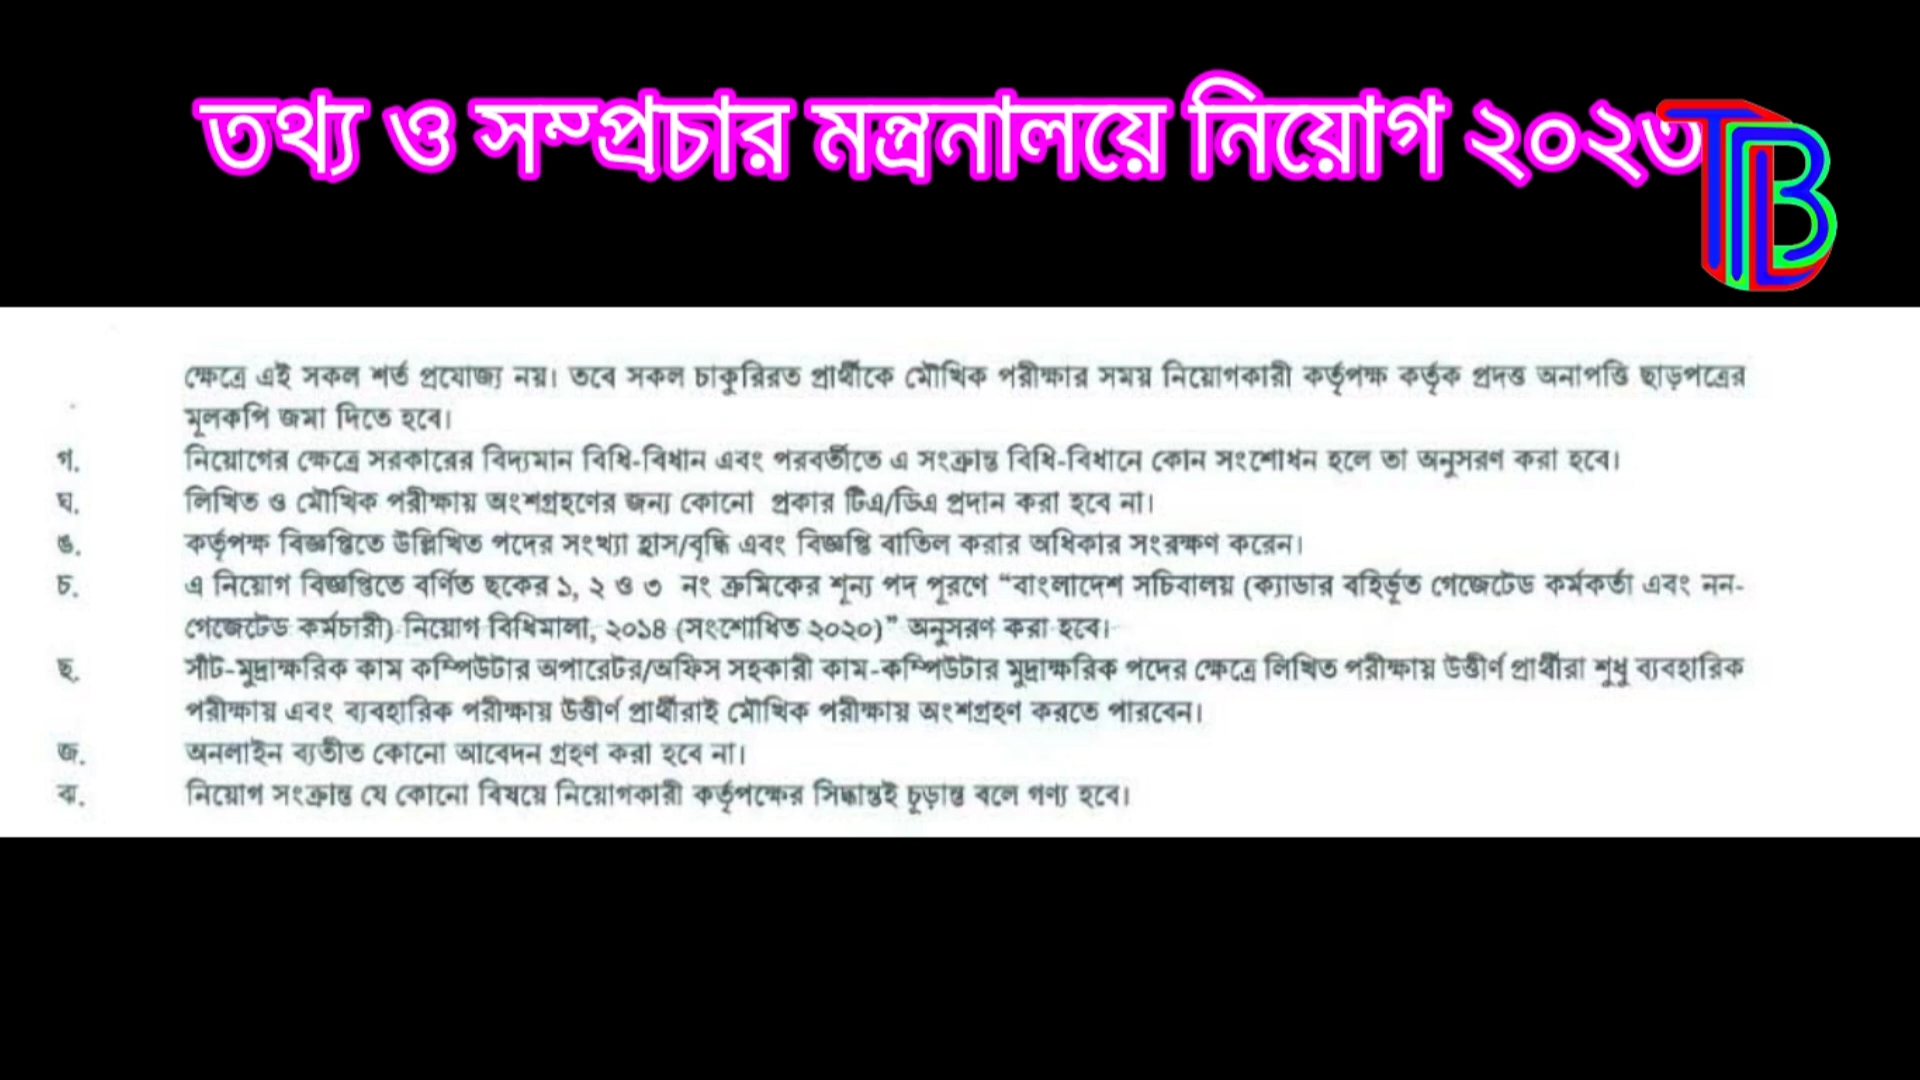 তথ্য ও সম্প্রচার মন্ত্রনালয়ে নিয়োগ ২০২৩
TLB
ক্ষেত্রে এই সকল শর্ত প্রযোজ্য নয়। তবে সকল চাকুরিরত প্রার্থীকে মৌখিক পরীক্ষার সময় নিয়োগকারী কর্তৃপক্ষ কর্তৃক প্রদত্ত অনাপত্তি ছাড়পত্রের
মূলকপি জমা দিতে হবে।
গ. নিয়োগের ক্ষেত্রে সরকারের বিদ্যমান বিধি-বিধান এবং পরবর্তীতে এ সংক্রান্ত বিধি-বিধানে কোন সংশোধন হলে তা অনুসরণ করা হবে।
ঘ. লিখিত ও মৌখিক পরীক্ষায় অংশগ্রহণের জন্য কোনো প্রকার টিএ/ডিএ প্রদান করা হবে না।
ঙ. কর্তৃপক্ষ বিজ্ঞপ্তিতে উল্লিখিত পদের সংখ্যা হ্রাস/বৃদ্ধি এবং বিজ্ঞপ্তি বাতিল করার অধিকার সংরক্ষণ করেন।
চ. এ নিয়োগ বিজ্ঞপ্তিতে বর্ণিত ছকের ১, ২ ও ৩ নং ক্রমিকের শূন্য পদ পূরণে “বাংলাদেশ সচিবালয় (ক্যাডার বহির্ভূত গেজেটেড কর্মকর্তা এবং নন-
গেজেটেড কর্মচারী) নিয়োগ বিধিমালা, ২০১৪ (সংশোধিত ২০২০)” অনুসরণ করা হবে।
ছ. সাঁট-মুদ্রাক্ষরিক কাম কম্পিউটার অপারেটর/অফিস সহকারী কাম-কম্পিউটার মুদ্রাক্ষরিক পদের ক্ষেত্রে লিখিত পরীক্ষায় উত্তীর্ণ প্রার্থীরা শুধু ব্যবহারিক
পরীক্ষায় এবং ব্যবহারিক পরীক্ষায় উত্তীর্ণ প্রার্থীরাই মৌখিক পরীক্ষায় অংশগ্রহণ করতে পারবেন।
জ. অনলাইন ব্যতীত কোনো আবেদন গ্রহণ করা হবে না।
ঝ. নিয়োগ সংক্রান্ত যে কোনো বিষয়ে নিয়োগকারী কর্তৃপক্ষের সিদ্ধান্তই চূড়ান্ত বলে গণ্য হবে।